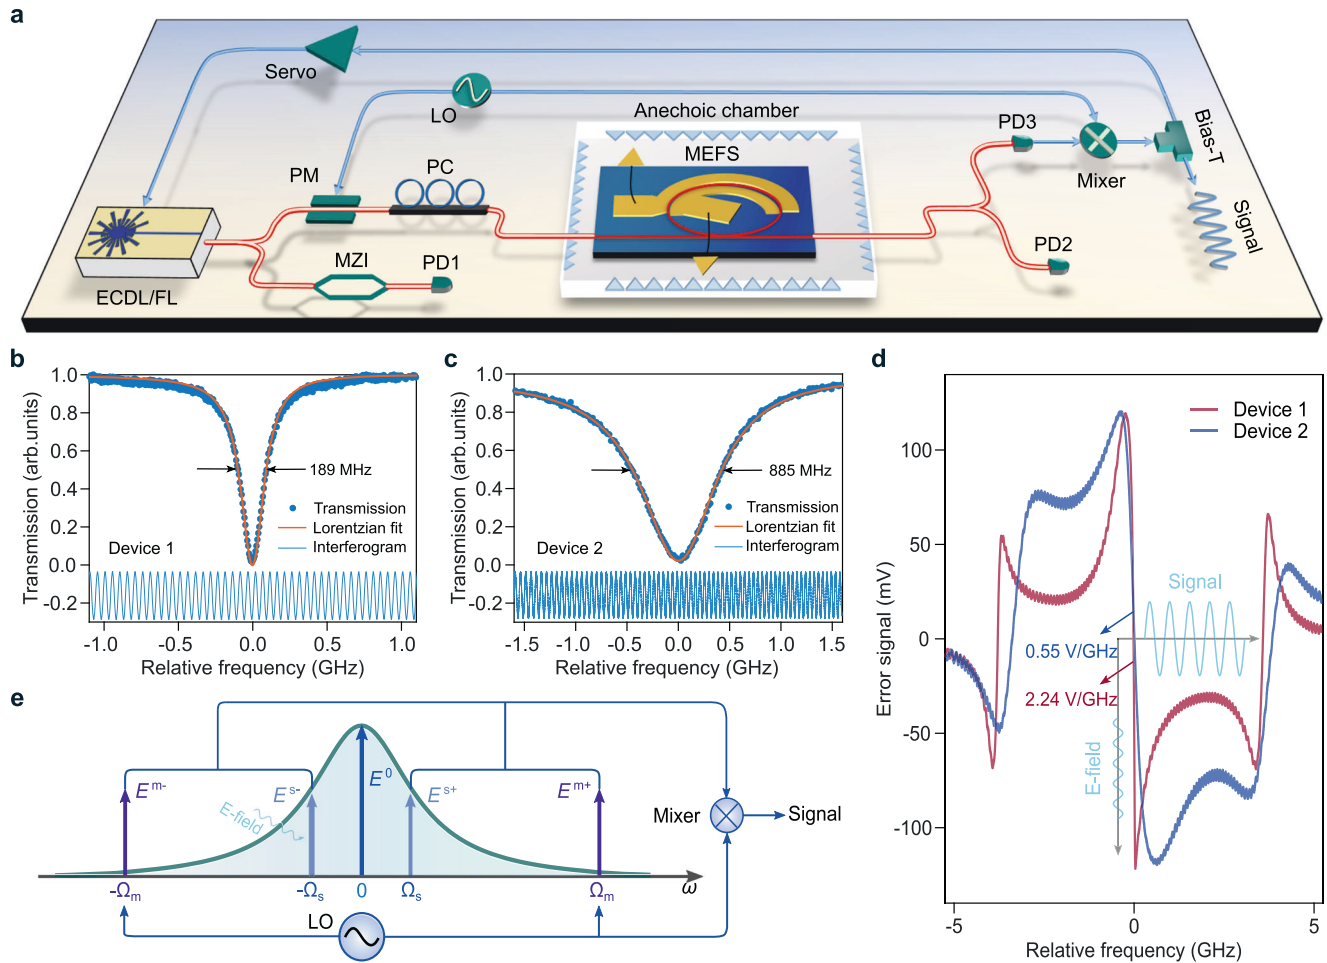 a
Servo
LO
Anechoic chamber
MEFS
PD3
Bias-T
Mixer
Signal
PM
PC
PD2
MZI
PD1
ECDL/FL
b
1.0
0.8
0.6
0.4
0.2
0.0
-0.2
Transmission (arb.units)
189 MHz
Transmission
Lorentzian fit
Interferogram
Device 1
-1.0
-0.5
0.0
0.5
1.0
Relative frequency (GHz)
c
1.0
0.8
0.6
0.4
0.2
0.0
-0.2
Transmission (arb.units)
885 MHz
Transmission
Lorentzian fit
Interferogram
Device 2
-1.5
-1.0
-0.5
0.0
0.5
1.0
1.5
Relative frequency (GHz)
d
Device 1
Device 2
100
50
0
-50
-100
Error signal (mV)
Signal
0.55 V/GHz
2.24 V/GHz
E-field
-5
0
5
Relative frequency (GHz)
e
E^m-
E^s-
E^0
E^s+
E^m+
E-field
Mixer
Signal
-Ωm
-Ωs
0
Ωs
Ωm
ω
LO